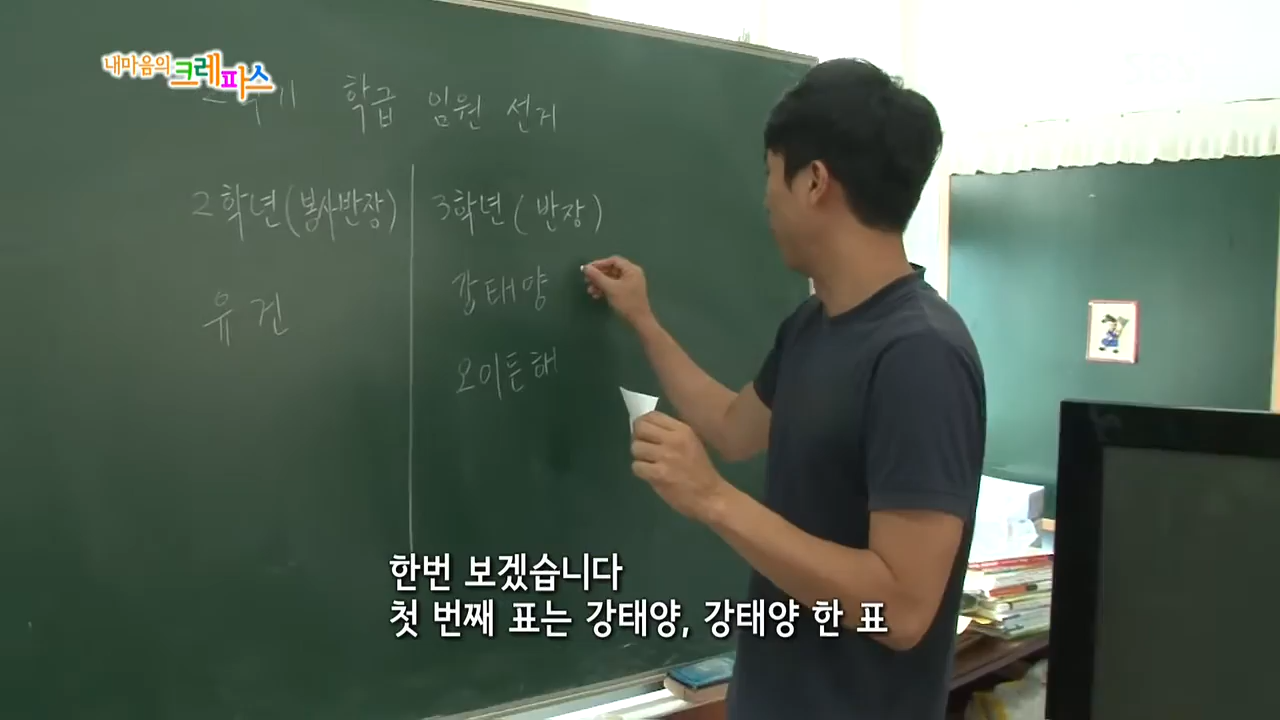 내마음의 크레파스
학급 임원 선거
2학년(봉사반장)
3학년(반장)
유건
강태양
오이든해
한번 보겠습니다
첫 번째 표는 강태양, 강태양 한 표